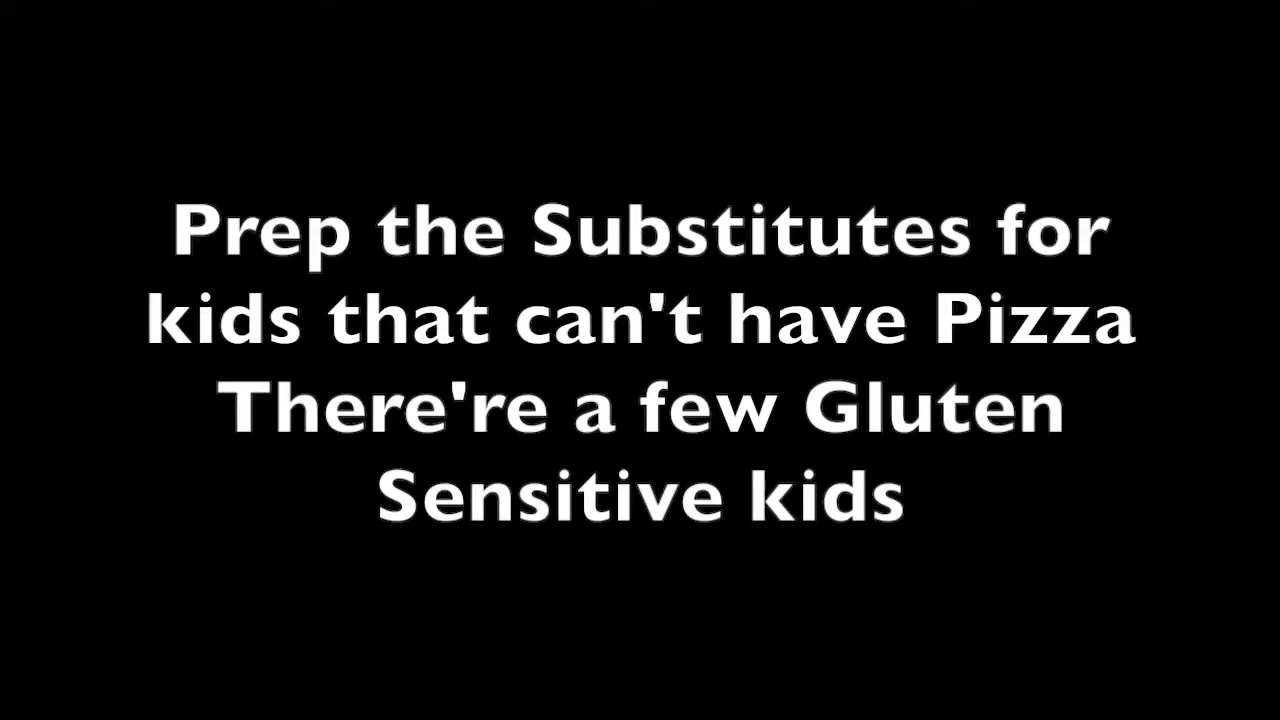 Prep the Substitutes for
kids that can't have Pizza
There're a few Gluten
Sensitive kids